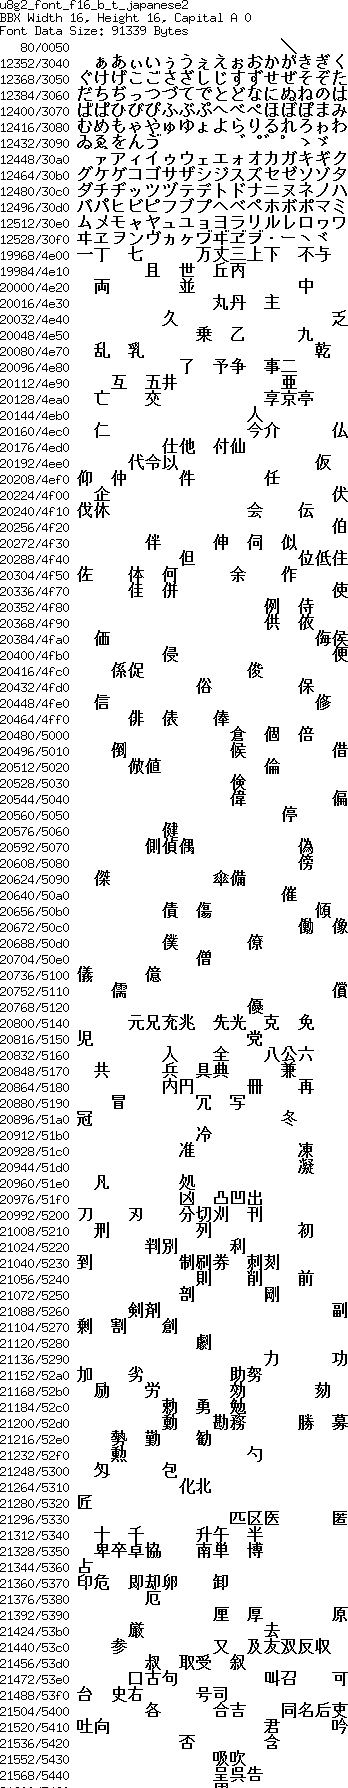 u8g2_font_f16_b_t_japanese2
BBX Width 16, Height 16, Capital A 0
Font Data Size: 91339 Bytes
80/0050 ＼
12352/3040 ぁあぃいぅうぇえぉおかがきぎく
12368/3050 ぐけげこごさざしじすずせぜそぞた
12384/3060 だちぢっつづてでとどなにぬねのは
12400/3070 ばぱひびぴふぶぷへべぺほぼぽまみ
12416/3080 むめもゃやゅゆょよらりるれろゎわ
12432/3090 ゐゑをんゔ ゛゜ゝゞ
12448/30a0 ァアィイゥウェエォオカガキギク
12464/30b0 グケゲコゴサザシジスズセゼソゾタ
12480/30c0 ダチヂッツヅテデトドナニヌネノハ
12496/30d0 バパヒビピフブプヘベペホボポマミ
12512/30e0 ムメモャヤュユョヨラリルレロヮワ
12528/30f0 ヰヱヲンヴヵヶヷヸヹヺ・ーヽヾ
19968/4e00 一丁 七 万丈三上下 不与
19984/4e10 且 世 丘丙
20000/4e20 両 並 中
20016/4e30 丸丹 主
20032/4e40 久 乏
20048/4e50 乗 乙 九
20080/4e70 乱 乳 乾
20096/4e80 了 予争 事二
20112/4e90 互 五井 亜
20128/4ea0 亡 交 享京亭
20144/4eb0 人
20160/4ec0 仁 今介 仏
20176/4ed0 仕他 付仙
20192/4ee0 代令以 仮
20208/4ef0 仰 仲 件 任
20224/4f00 企 伏
20240/4f10 伐休 会 伝
20256/4f20 伯
20272/4f30 伴 伸 伺 似
20288/4f40 但 位低住
20304/4f50 佐 体 何 余 作
20336/4f70 佳 併 使
20352/4f80 例 侍
20368/4f90 供 依
20384/4fa0 価 侮侯
20400/4fb0 侵 便
20416/4fc0 係促 俊
20432/4fd0 俗 保
20448/4fe0 信 修
20464/4ff0 俳 俵 俸
20480/5000 倉 個 倍
20496/5010 倒 候 借
20512/5020 倣値 倫
20528/5030 倹
20544/5040 偉 偏
20560/5050 停
20576/5060 健
20592/5070 側偵偶 偽
20608/5080 傍
20624/5090 傑 傘備
20640/50a0 催
20656/50b0 債 傷 傾
20672/50c0 働 像
20688/50d0 僕 僚
20704/50e0 僧
20736/5100 儀 億
20752/5110 儒 償
20768/5120 優
20800/5140 元兄充兆 先光 克 免
20816/5150 児 党
20832/5160 入 全 八公六
20848/5170 共 兵 具典 兼
20864/5180 内円 冊 再
20880/5190 冒 冗 写
20896/51a0 冠 冬
20912/51b0 冷
20928/51c0 准 凍
20944/51d0 凝
20960/51e0 凡 処
20976/51f0 凶 凸凹出
20992/5200 刀 刃 分切刈 刊
21008/5210 刑 列 初
21024/5220 判別 利
21040/5230 到 制刷券 刺刻
21056/5240 則 削 前
21072/5250 剖 剛
21088/5260 剣剤 副
21104/5270 剰 割 創
21120/5280 劇
21136/5290 力 功
21152/52a0 加 劣 助努
21168/52b0 励 労 効 劾
21184/52c0 勅 勇 勉
21200/52d0 動 勘務 勝 募
21216/52e0 勢 勤 勧
21232/52f0 勲 勺
21248/5300 匁 包
21264/5310 化北
21280/5320 匠
21296/5330 匹区医 匿
21312/5340 十 千 升午 半
21328/5350 卑卒卓協 南単 博
21344/5360 占
21360/5370 印危 即却卵 卸
21376/5380 厄
21392/5390 厘 厚 原
21424/53b0 厳 去
21440/53c0 参 又 及友双反収
21456/53d0 叔 取受 叙
21472/53e0 口古句 叫召 可
21488/53f0 台 史右 号司
21504/5400 各 合吉 同名后吏
21520/5410 吐向 君 吟
21536/5420 否 含
21552/5430 吸吹
21568/5440 呈呉告